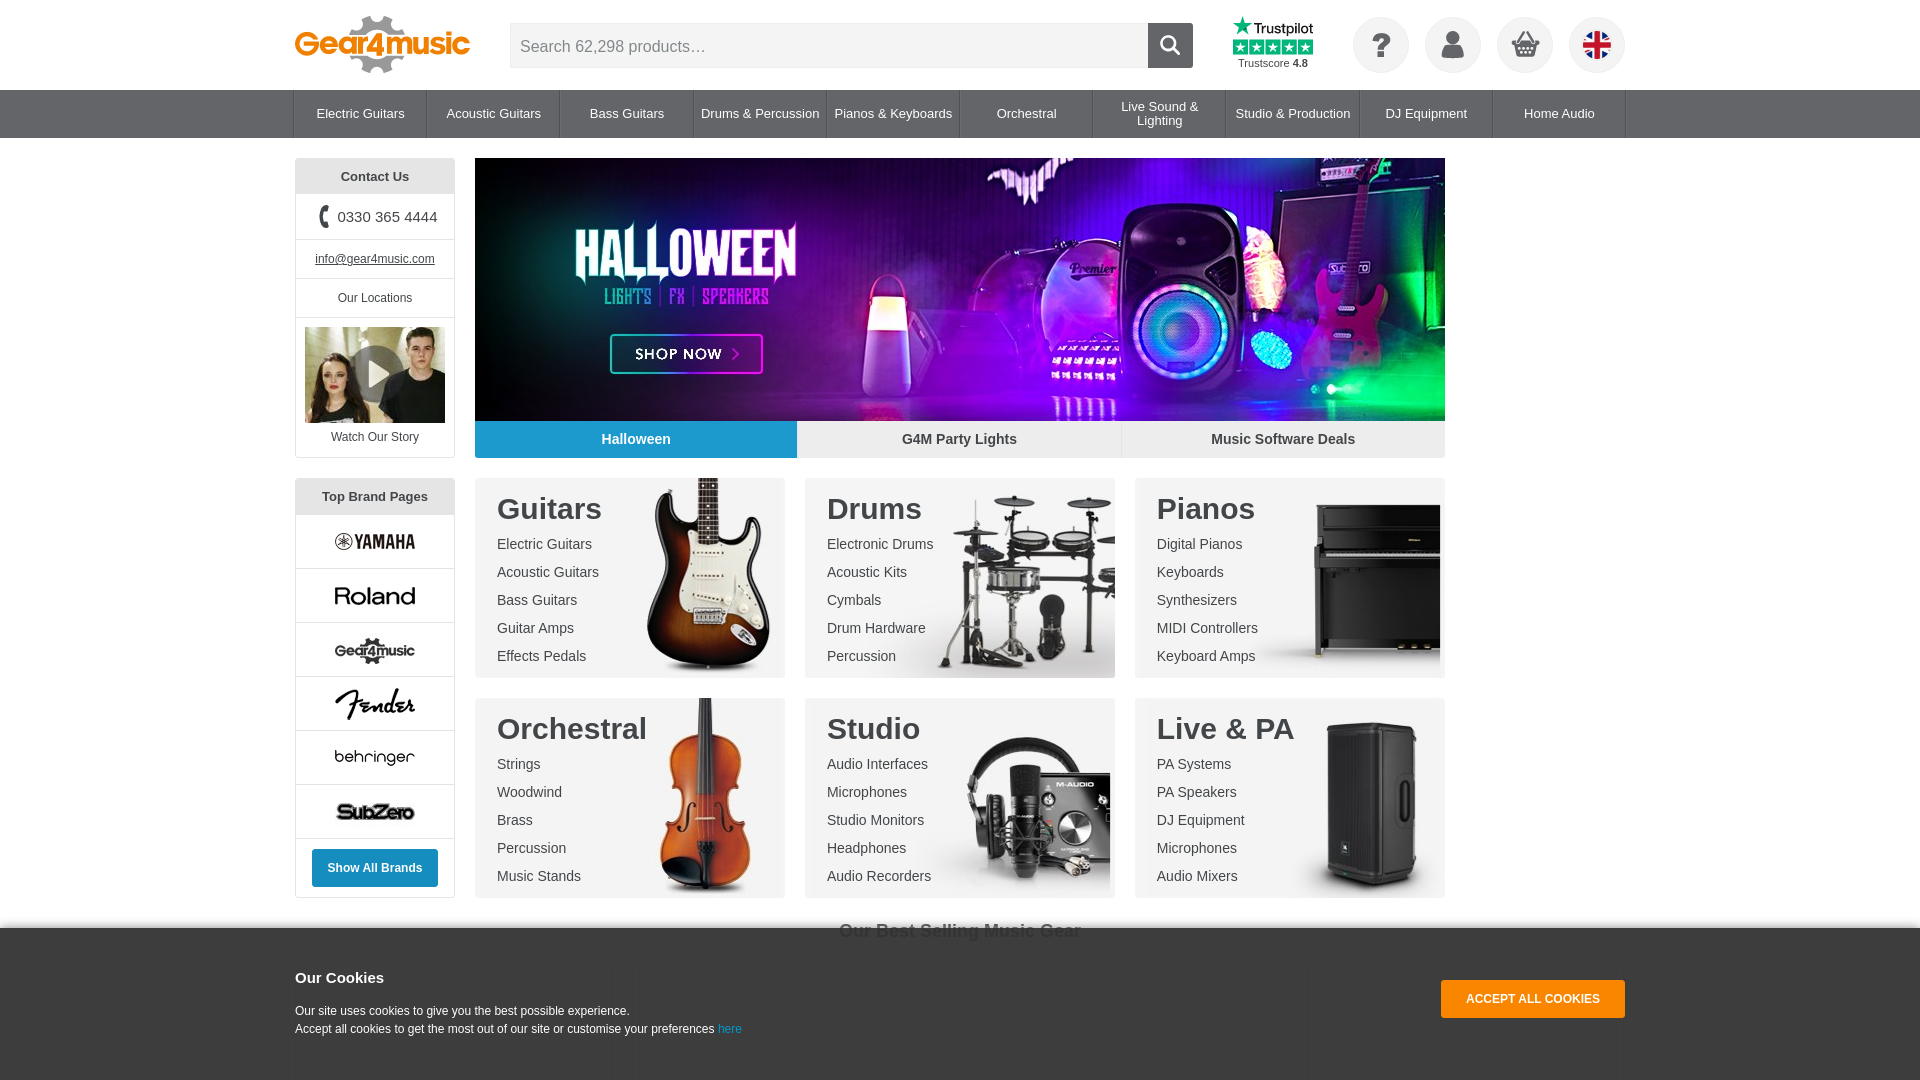 Gear4music
Search 62,298 products…
Trustpilot
Trustscore 4.8
?
Electric Guitars
Acoustic Guitars
Bass Guitars
Drums & Percussion
Pianos & Keyboards
Orchestral
Live Sound &
Lighting
Studio & Production
DJ Equipment
Home Audio
Contact Us
0330 365 4444
info@gear4music.com
Our Locations
Watch Our Story
HALLOWEEN
LIGHTS | FX | SPEAKERS
SHOP NOW
Premier
SubZero
Halloween
G4M Party Lights
Music Software Deals
Top Brand Pages
YAMAHA
Roland
Gear4music
Fender
behringer
SubZero
Show All Brands
Guitars
Electric Guitars
Acoustic Guitars
Bass Guitars
Guitar Amps
Effects Pedals
Drums
Electronic Drums
Acoustic Kits
Cymbals
Drum Hardware
Percussion
Pianos
Digital Pianos
Keyboards
Synthesizers
MIDI Controllers
Keyboard Amps
Orchestral
Strings
Woodwind
Brass
Percussion
Music Stands
Studio
Audio Interfaces
Microphones
Studio Monitors
Headphones
Audio Recorders
M-AUDIO
Live & PA
PA Systems
PA Speakers
DJ Equipment
Microphones
Audio Mixers
Our Best Selling Music Gear
Our Cookies
Our site uses cookies to give you the best possible experience.
Accept all cookies to get the most out of our site or customise your preferences here
ACCEPT ALL COOKIES